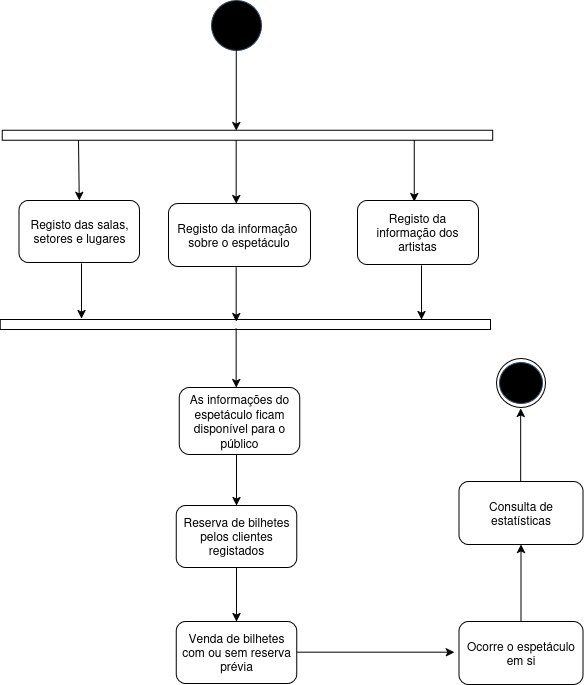 Registo das salas,
setores e lugares
Registo da informação
sobre o espetáculo
Registo da
informação dos
artistas
As informações do
espetáculo ficam
disponível para o
público
Reserva de bilhetes
pelos clientes
registados
Venda de bilhetes
com ou sem reserva
prévia
Ocorre o espetáculo
em si
Consulta de
estatísticas